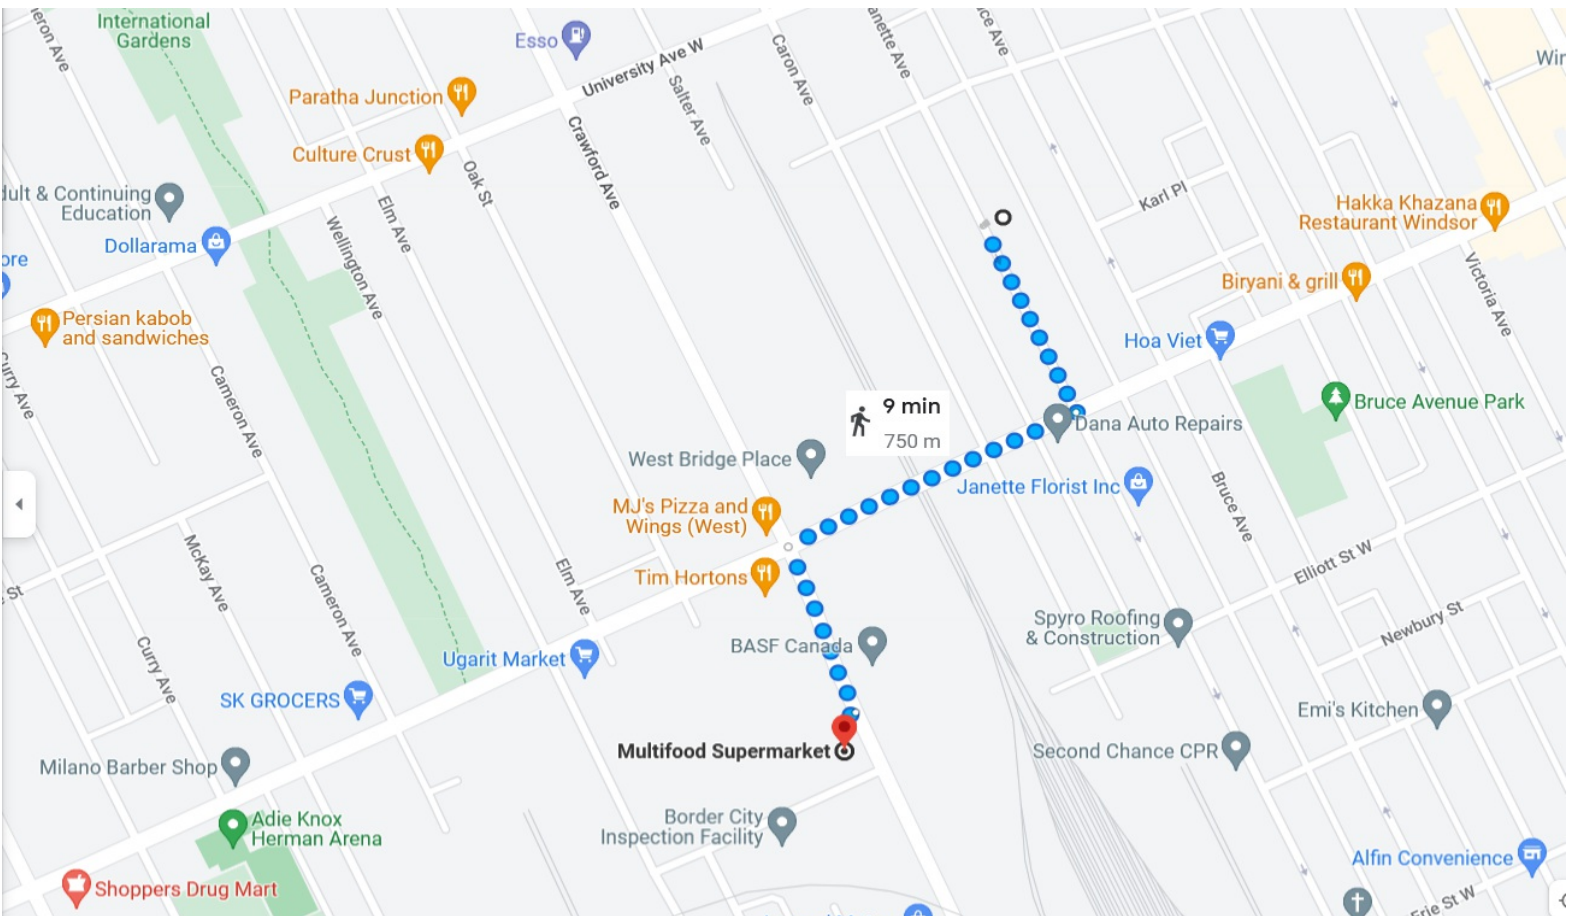 International
Gardens
Esso
University Ave W
Salter Ave
Caron Ave
Paratha Junction
Culture Crust
Crawford Ave
Oak St
Elm Ave
Karl Pl
Hakka Khazana
Restaurant Windsor
& Continuing
Education
Dollarama
Wellington Ave
Persian kabob
and sandwiches
Biryani & grill
Victoria Ave
Hoa Viet
Cameron Ave
9 min
750 m
Bruce Avenue Park
Dana Auto Repairs
West Bridge Place
Janette Florist Inc
Bruce Ave
MJ's Pizza and
Wings (West)
Elliott St W
Tim Hortons
Elm Ave
McKay Ave
Cameron Ave
St
Newbury St
Spyro Roofing
& Construction
BASF Canada
Ugarit Market
Curry Ave
SK GROCERS
Emi's Kitchen
Multifood Supermarket
Second Chance CPR
Milano Barber Shop
Border City
Inspection Facility
Adie Knox
Herman Arena
Alfin Convenience
Shoppers Drug Mart
Erie St W